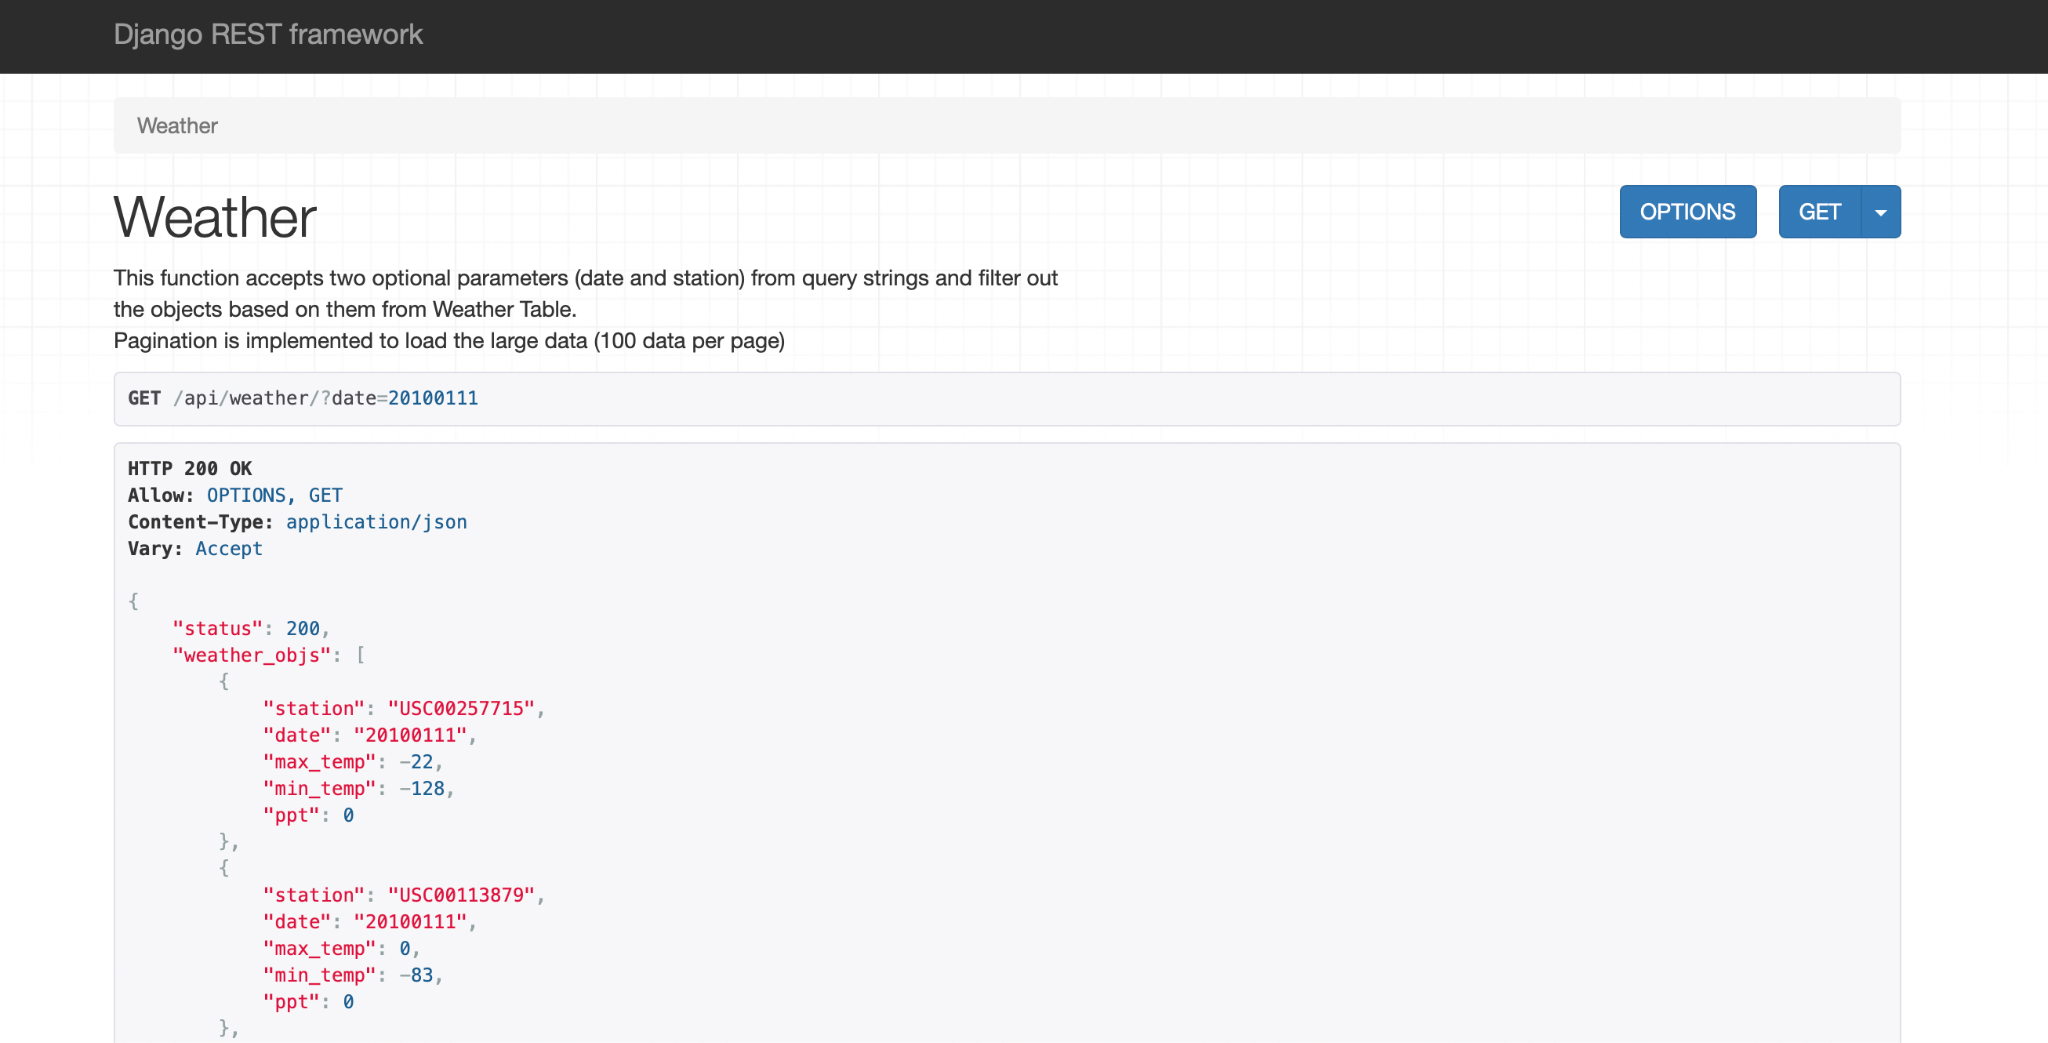 Django REST framework
Weather
Weather
OPTIONS
GET
This function accepts two optional parameters (date and station) from query strings and filter out
the objects based on them from Weather Table.
Pagination is implemented to load the large data (100 data per page)
GET /api/weather/?date=20100111
HTTP 200 OK
Allow: OPTIONS, GET
Content-Type: application/json
Vary: Accept
{
    "status": 200,
    "weather_objs": [
        {
            "station": "USC00257715",
            "date": "20100111",
            "max_temp": -22,
            "min_temp": -128,
            "ppt": 0
        },
        {
            "station": "USC00113879",
            "date": "20100111",
            "max_temp": 0,
            "min_temp": -83,
            "ppt": 0
        },